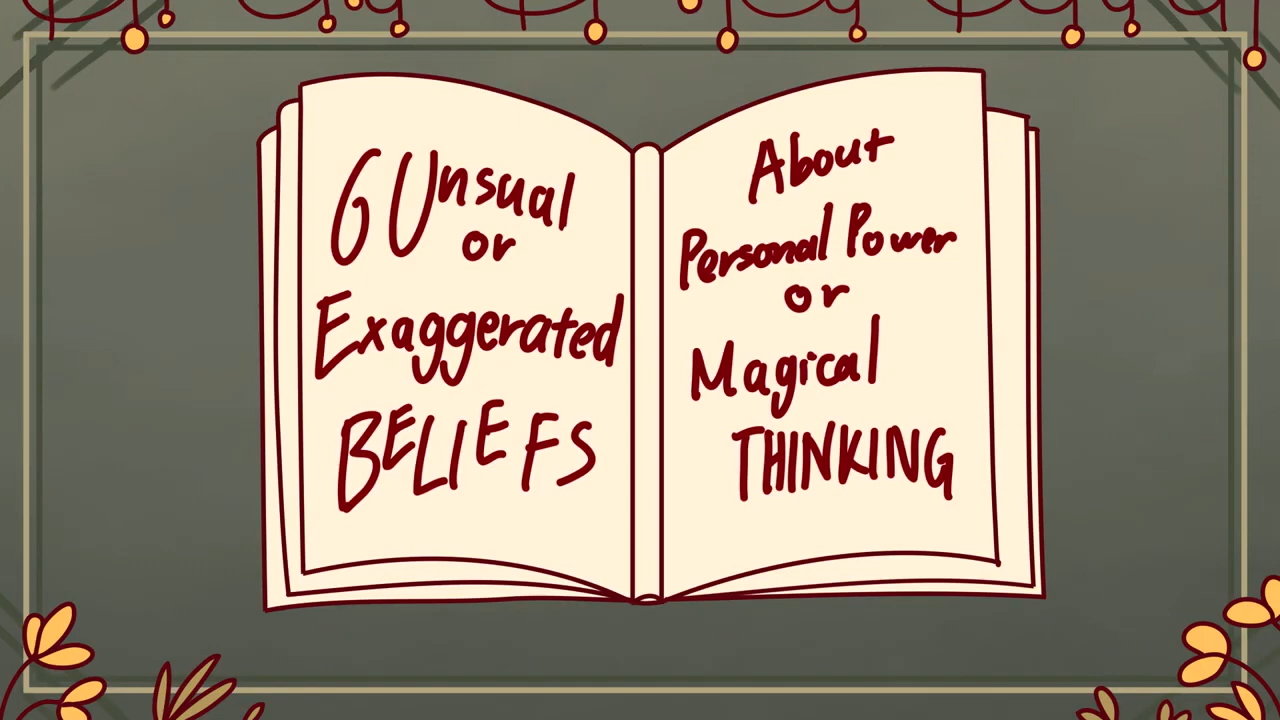 6 Unsual
or
Exaggerated
BELIEFS
About
Personal Power
or
Magical
THINKING